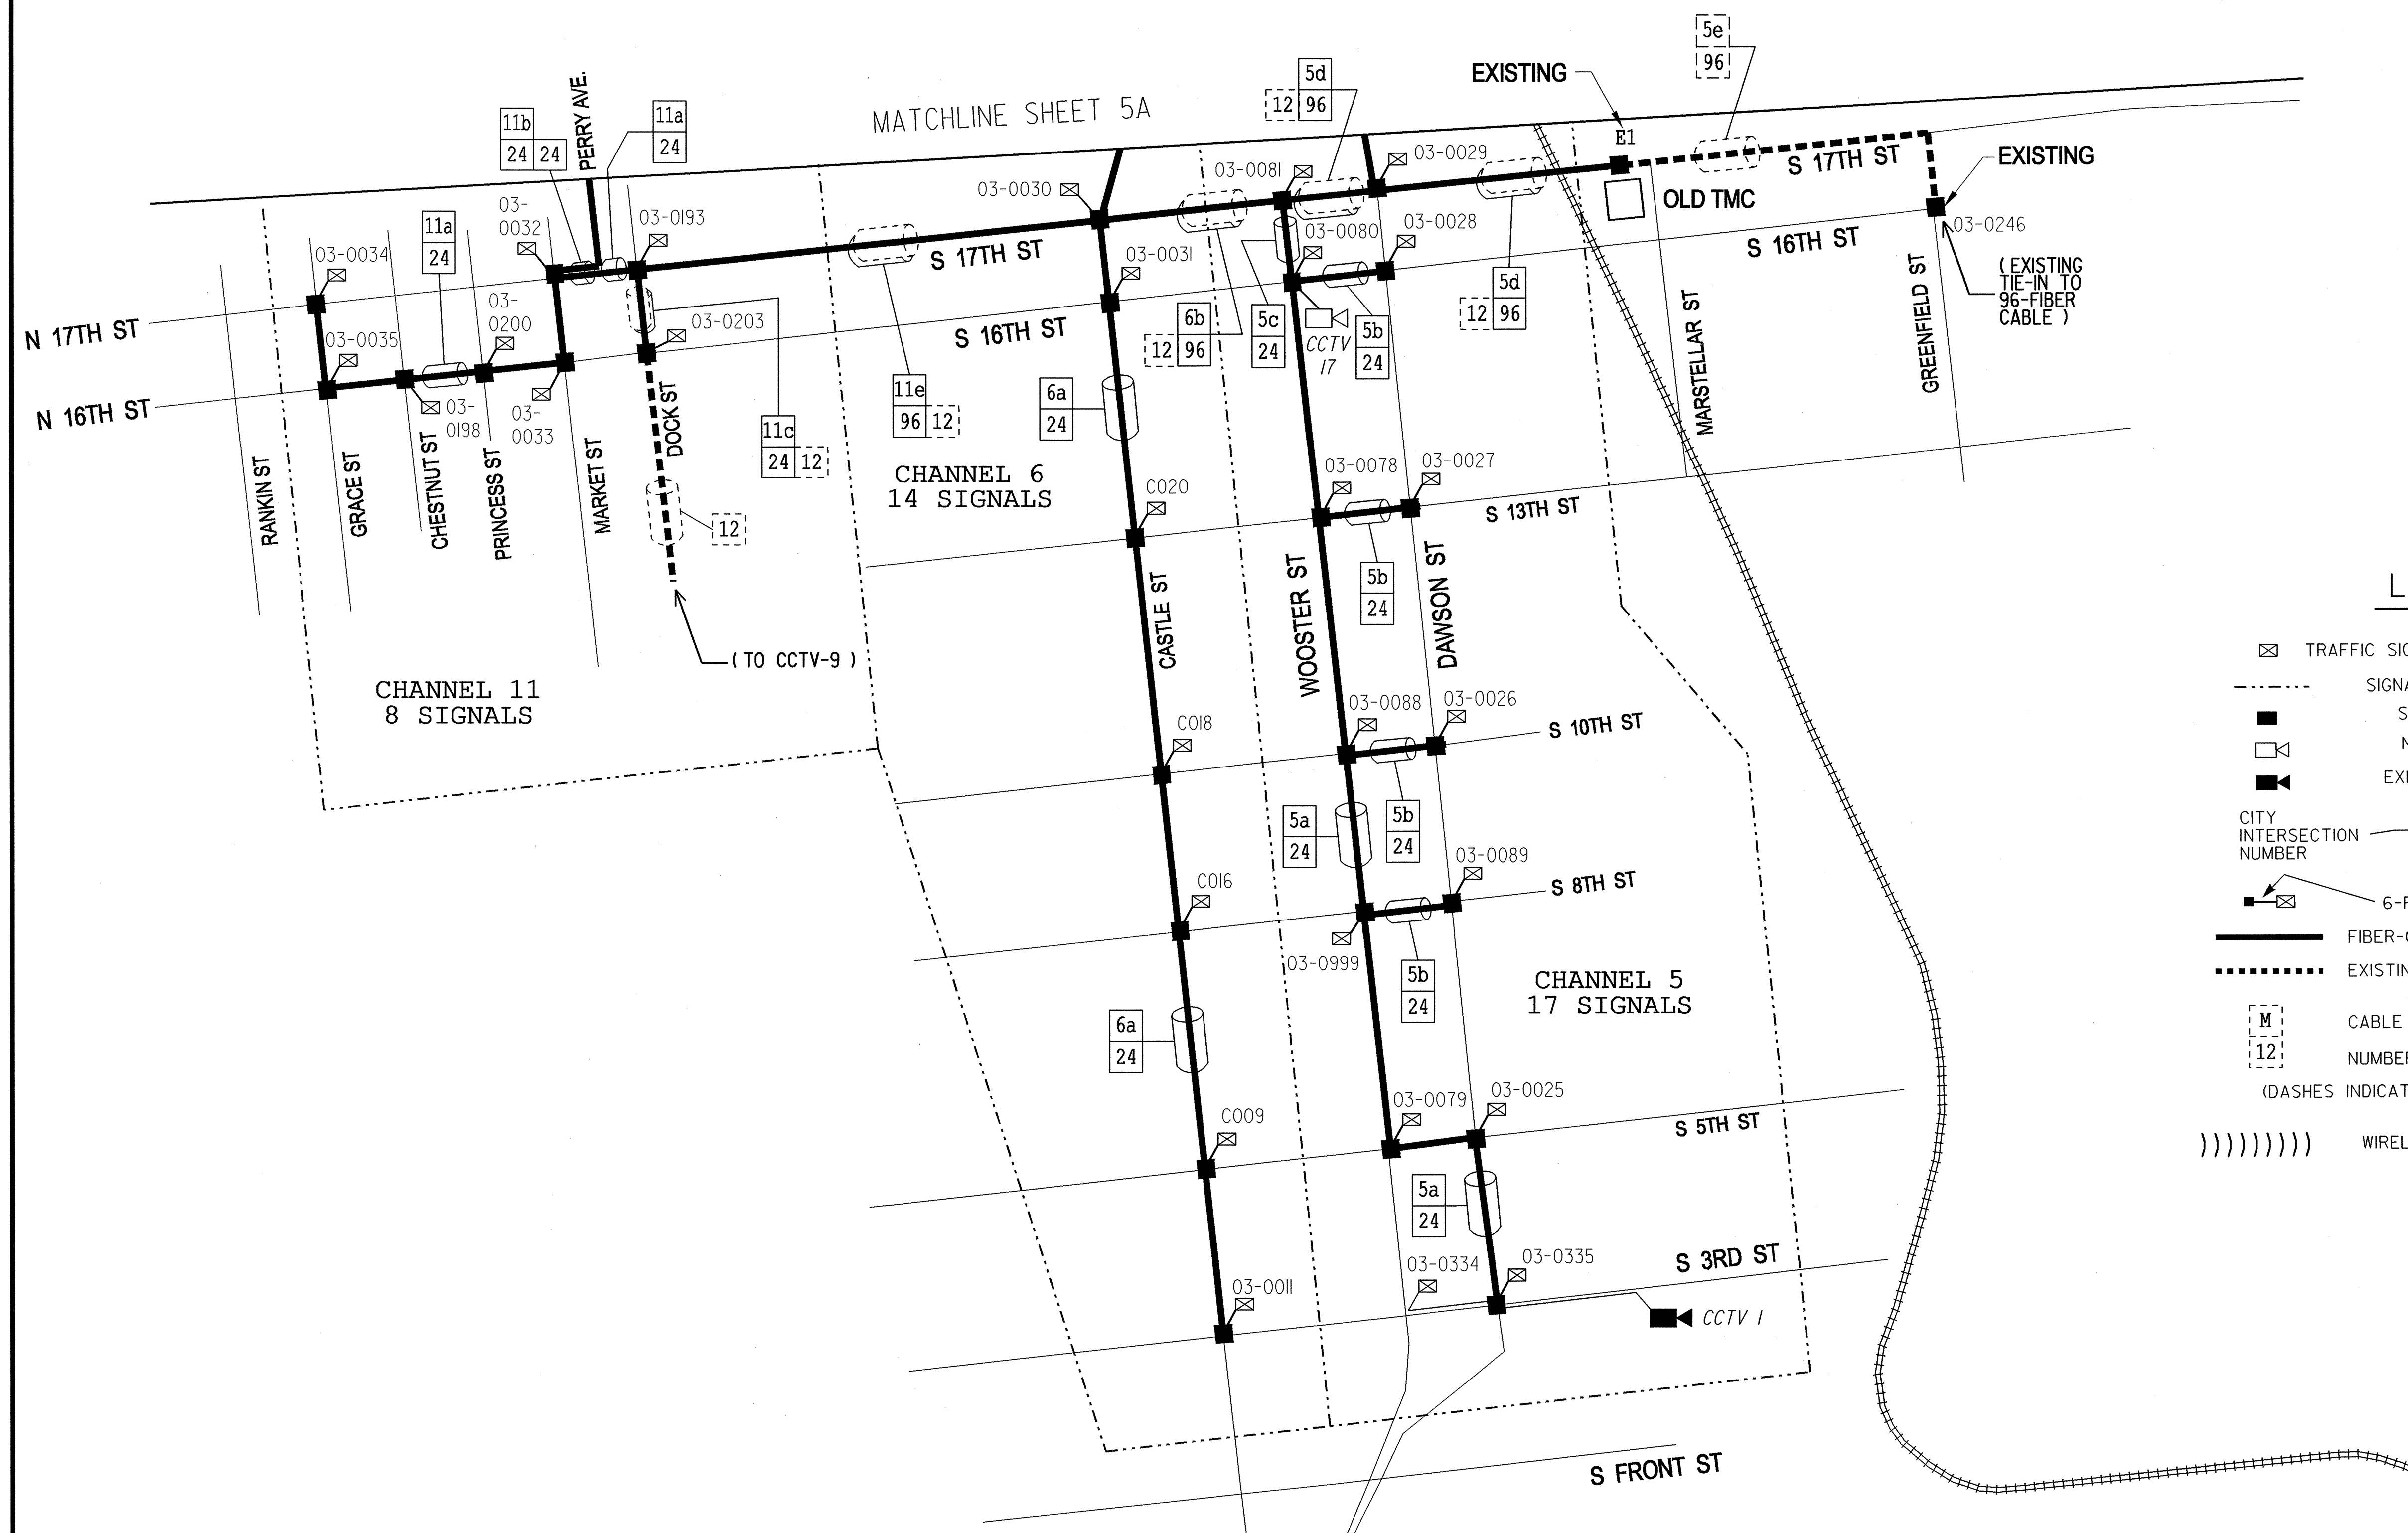 MATCHLINE SHEET 5A
PERRY AVE.
11b
24 24
11a
24
5d
12 96
EXISTING
E1
5e
96
S 17TH ST
EXISTING
OLD TMC
03-0246
(EXISTING
TIE-IN TO
96-FIBER
CABLE )
S 16TH ST
GREENFIELD ST
MARSTELLAR ST
03-0029
03-0081
03-0030
03-0193
03-
0032
11a
24
03-0034
03-0035
03-
0200
03-
0198
03-
0033
03-0203
N 17TH ST
N 16TH ST
S 17TH ST
S 16TH ST
03-0031
03-0080
03-0028
CCTV
17
6b
12 96
5c
24
5b
24
5d
12 96
11e
96 12
11c
24 12
12
6a
24
RANKIN ST
GRACE ST
CHESTNUT ST
PRINCESS ST
MARKET ST
DOCK ST
( TO CCTV-9 )
CHANNEL 6
14 SIGNALS
CHANNEL 11
8 SIGNALS
C020
CASTLE ST
WOOSTER ST
DAWSON ST
03-0078
03-0027
S 13TH ST
5b
24
C018
03-0088
03-0026
S 10TH ST
5a
24
5b
24
C016
03-0089
S 8TH ST
03-0999
5b
24
CHANNEL 5
17 SIGNALS
6a
24
C009
03-0079
03-0025
S 5TH ST
5a
24
03-0011
03-0334
03-0335
S 3RD ST
CCTV 1
S FRONT ST
L
TRAFFIC SIG
SIGNA
S
N
EXI
CITY
INTERSECTION
NUMBER
6-F
FIBER-O
EXISTIN
M
12
CABLE
NUMBER
(DASHES INDICAT
WIREL